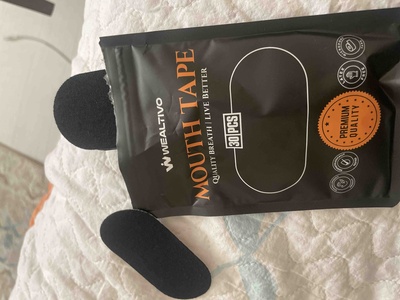 WEALTIVO
MOUTH TAPE
QUALITY BREATH | LIVE BETTER
30 PCS
PREMIUM
QUALITY